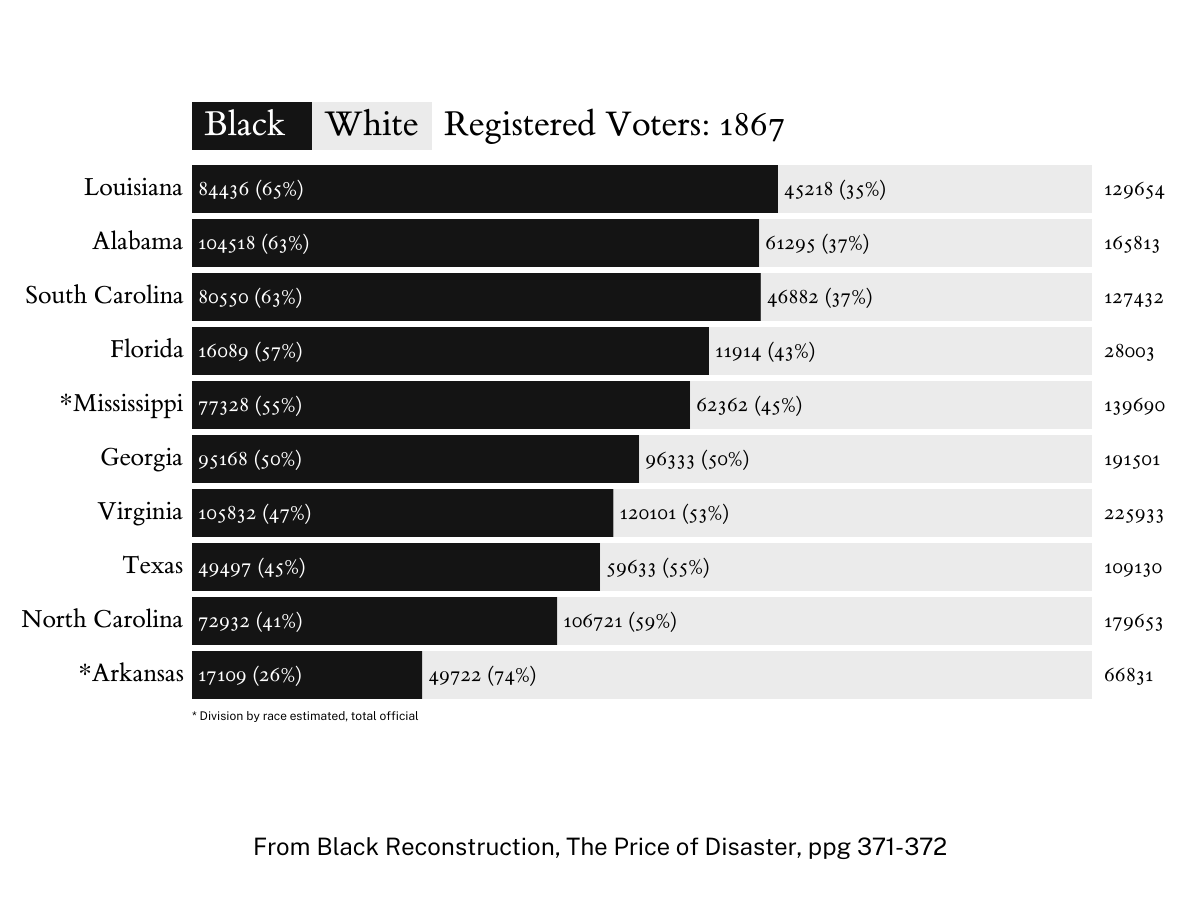 Black White Registered Voters: 1867
Louisiana 84436 (65%) 45218 (35%) 129654
Alabama 104518 (63%) 61295 (37%) 165813
South Carolina 80550 (63%) 46882 (37%) 127432
Florida 16089 (57%) 11914 (43%) 28003
*Mississippi 77328 (55%) 62362 (45%) 139690
Georgia 95168 (50%) 96333 (50%) 191501
Virginia 105832 (47%) 120101 (53%) 225933
Texas 49497 (45%) 59633 (55%) 109130
North Carolina 72932 (41%) 106721 (59%) 179653
*Arkansas 17109 (26%) 49722 (74%) 66831
* Division by race estimated, total official
From Black Reconstruction, The Price of Disaster, ppg 371-372